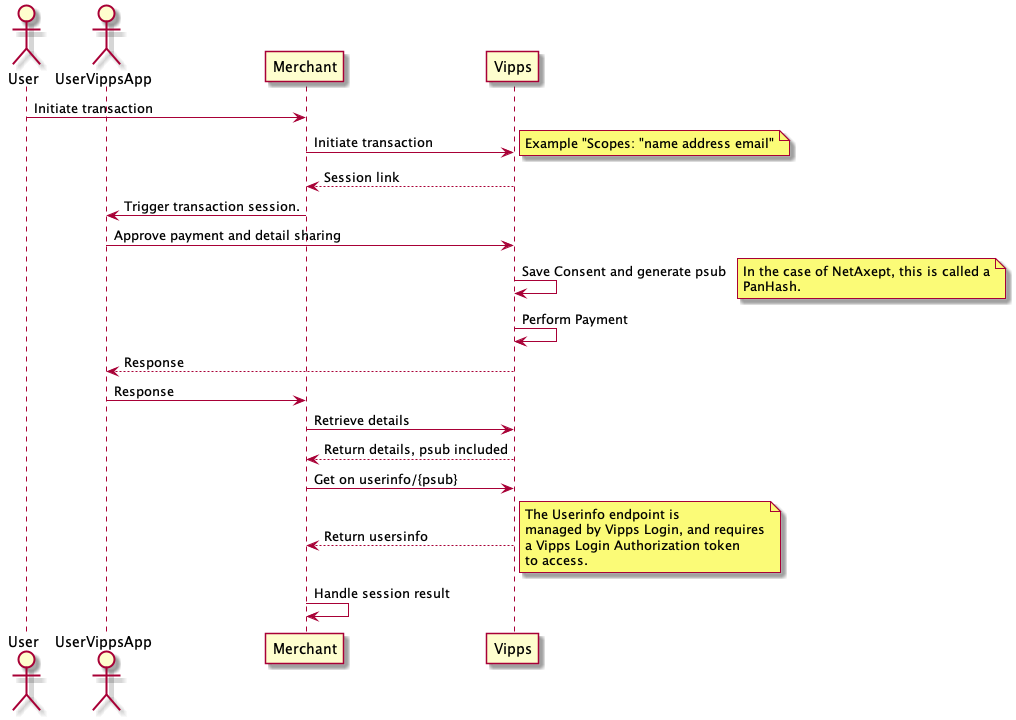 User
UserVippsApp
Merchant
Vipps
Initiate transaction
Initiate transaction
Example "Scopes: "name address email"
Session link
Trigger transaction session.
Approve payment and detail sharing
Save Consent and generate psub
In the case of NetAxept, this is called a
PanHash.
Perform Payment
Response
Response
Retrieve details
Return details, psub included
Get on userinfo/{psub}
The Userinfo endpoint is
managed by Vipps Login, and requires
a Vipps Login Authorization token
to access.
Return usersinfo
Handle session result
User
UserVippsApp
Merchant
Vipps